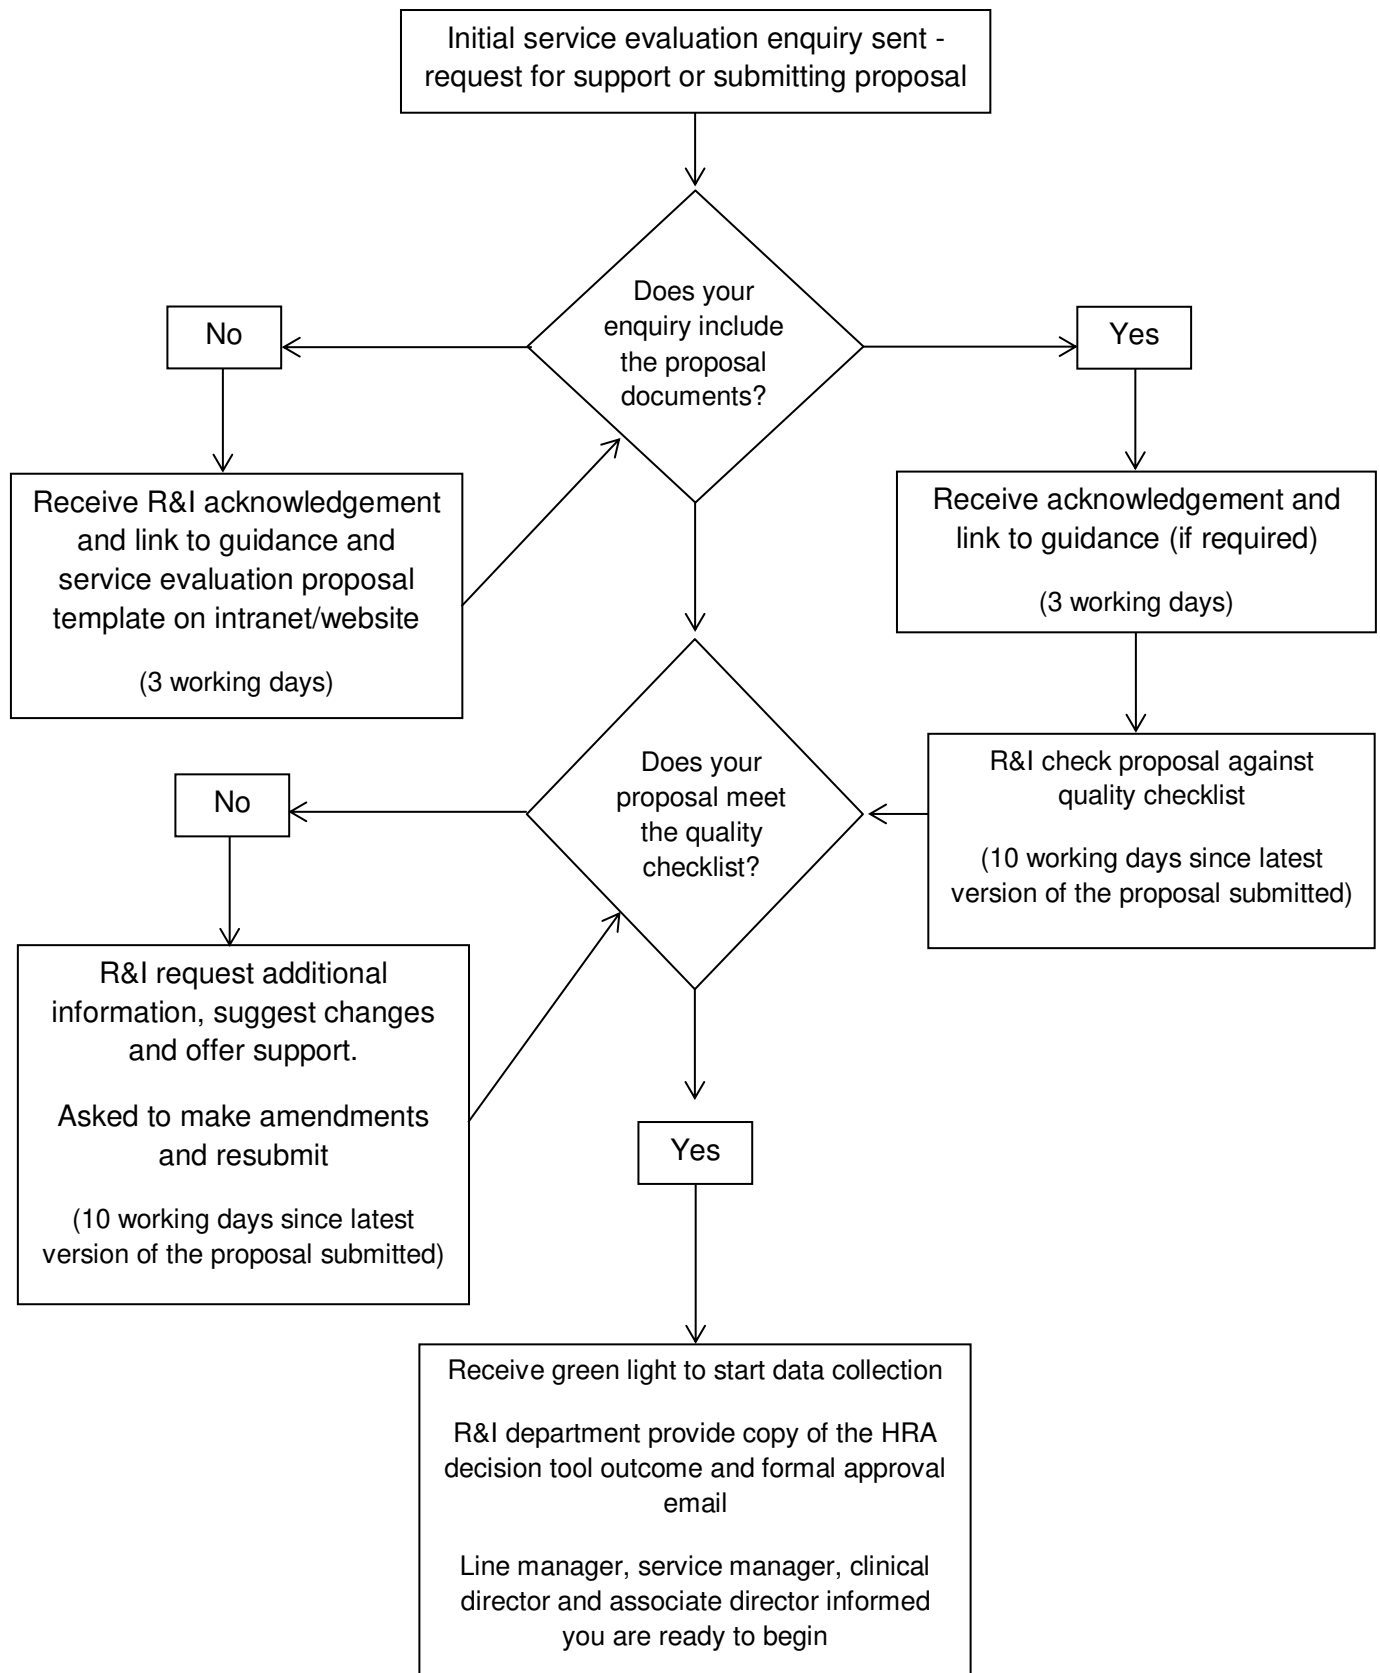 Initial service evaluation enquiry sent -
request for support or submitting proposal
Does your
enquiry include
the proposal
documents?
No
Yes
Receive R&I acknowledgement
and link to guidance and
service evaluation proposal
template on intranet/website
(3 working days)
Receive acknowledgement and
link to guidance (if required)
(3 working days)
Does your
proposal meet
the quality
checklist?
R&I check proposal against
quality checklist
(10 working days since latest
version of the proposal submitted)
No
R&I request additional
information, suggest changes
and offer support.
Asked to make amendments
and resubmit
(10 working days since latest
version of the proposal submitted)
Yes
Receive green light to start data collection
R&I department provide copy of the HRA
decision tool outcome and formal approval
email
Line manager, service manager, clinical
director and associate director informed
you are ready to begin